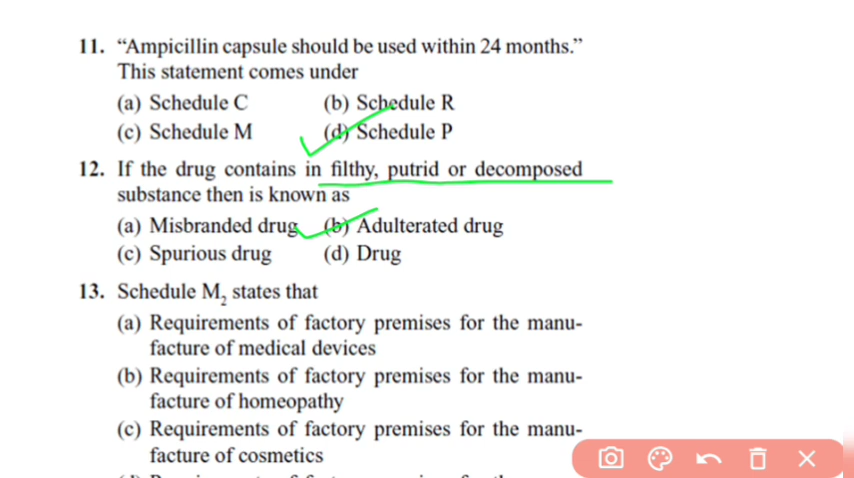 11. “Ampicillin capsule should be used within 24 months.”
This statement comes under
(a) Schedule C (b) Schedule R
(c) Schedule M (d) Schedule P
12. If the drug contains in filthy, putrid or decomposed
substance then is known as
(a) Misbranded drug (b) Adulterated drug
(c) Spurious drug (d) Drug
13. Schedule M₂ states that
(a) Requirements of factory premises for the manu-
facture of medical devices
(b) Requirements of factory premises for the manu-
facture of homeopathy
(c) Requirements of factory premises for the manu-
facture of cosmetics